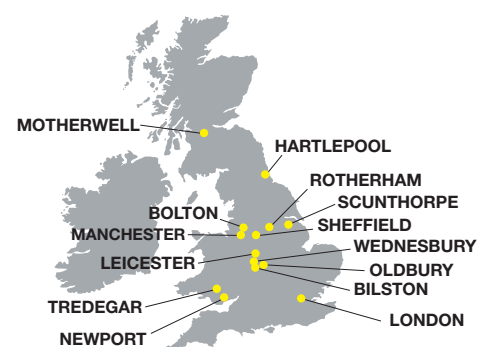 MOTHERWELL
HARTLEPOOL
ROTHERHAM
SCUNTHORPE
BOLTON
SHEFFIELD
MANCHESTER
WEDNESBURY
LEICESTER
OLDBURY
BILSTON
TREDEGAR
LONDON
NEWPORT